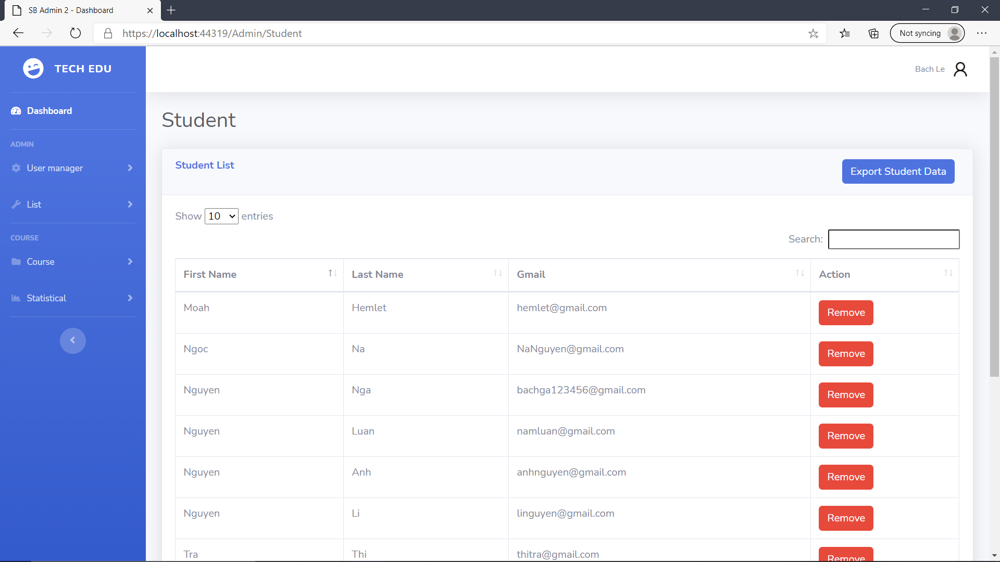 SB Admin 2 - Dashboard
https://localhost:44319/Admin/Student
Not syncing
TECH EDU
Bach Le
Dashboard
ADMIN
User manager
List
COURSE
Course
Statistical
Student
Student List
Export Student Data
Show 10 entries
Search:
First Name Last Name Gmail Action
Moah Hemlet hemlet@gmail.com Remove
Ngoc Na NaNguyen@gmail.com Remove
Nguyen Nga bachga123456@gmail.com Remove
Nguyen Luan namluan@gmail.com Remove
Nguyen Anh anhnguyen@gmail.com Remove
Nguyen Li linguyen@gmail.com Remove
Tra Thi thitra@gmail.com Remove